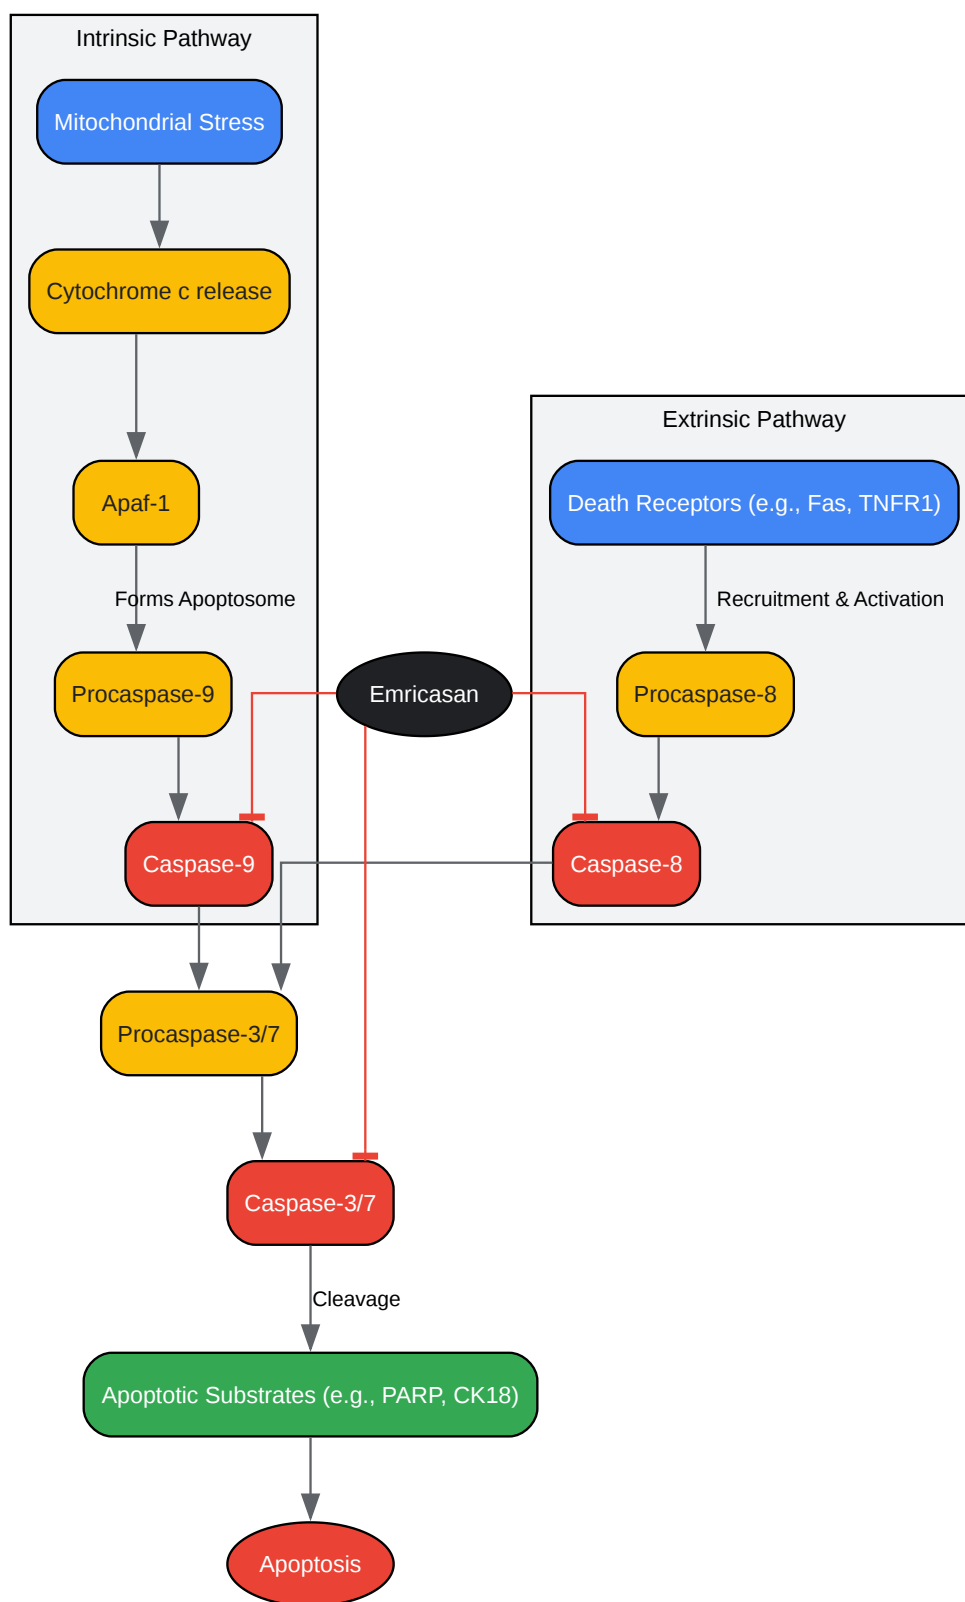 Intrinsic Pathway
Mitochondrial Stress
Cytochrome c release
Extrinsic Pathway
Apaf-1
Death Receptors (e.g., Fas, TNFR1)
Forms Apoptosome
Recruitment & Activation
Procaspase-9
Emricasan
Procaspase-8
Caspase-9
Caspase-8
Procaspase-3/7
Caspase-3/7
Cleavage
Apoptotic Substrates (e.g., PARP, CK18)
Apoptosis